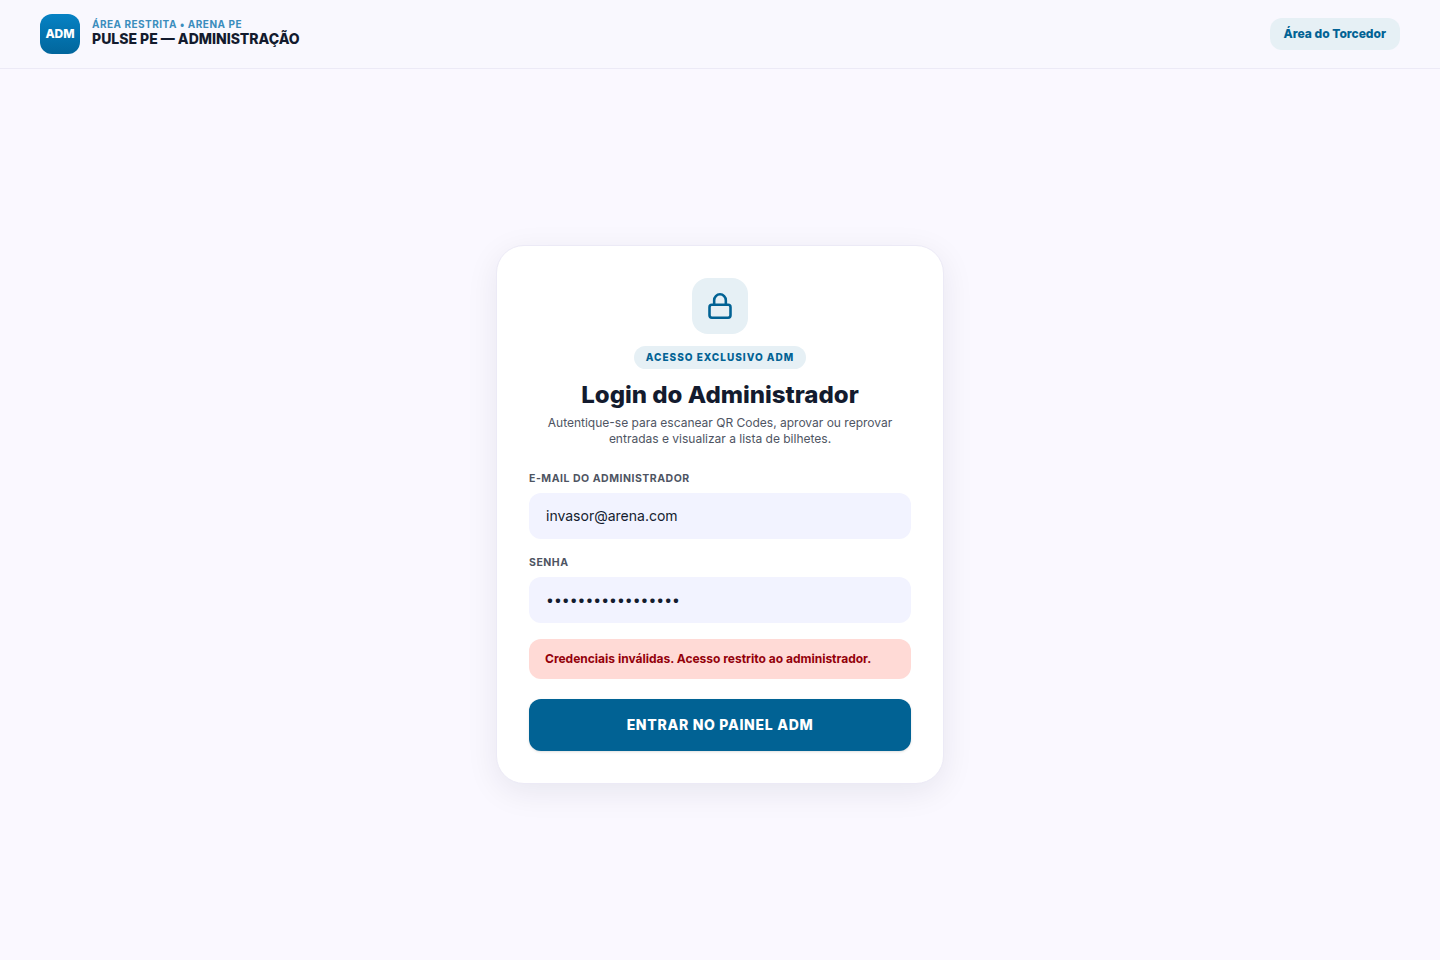 ADM
ÁREA RESTRITA • ARENA PE
PULSE PE — ADMINISTRAÇÃO
Área do Torcedor
ACESSO EXCLUSIVO ADM
Login do Administrador
Autentique-se para escanear QR Codes, aprovar ou reprovar
entradas e visualizar a lista de bilhetes.
E-MAIL DO ADMINISTRADOR
invasor@arena.com
SENHA
•••••••••••••••••
Credenciais inválidas. Acesso restrito ao administrador.
ENTRAR NO PAINEL ADM